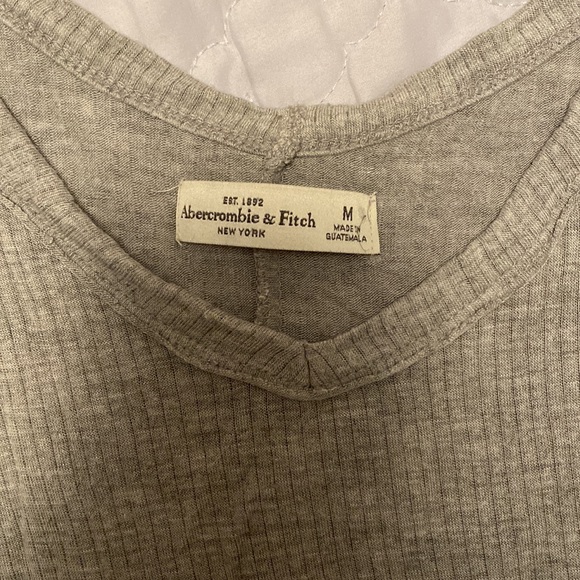 EST. 1892
Abercrombie & Fitch
NEW YORK
M
MADE IN
GUATEMALA